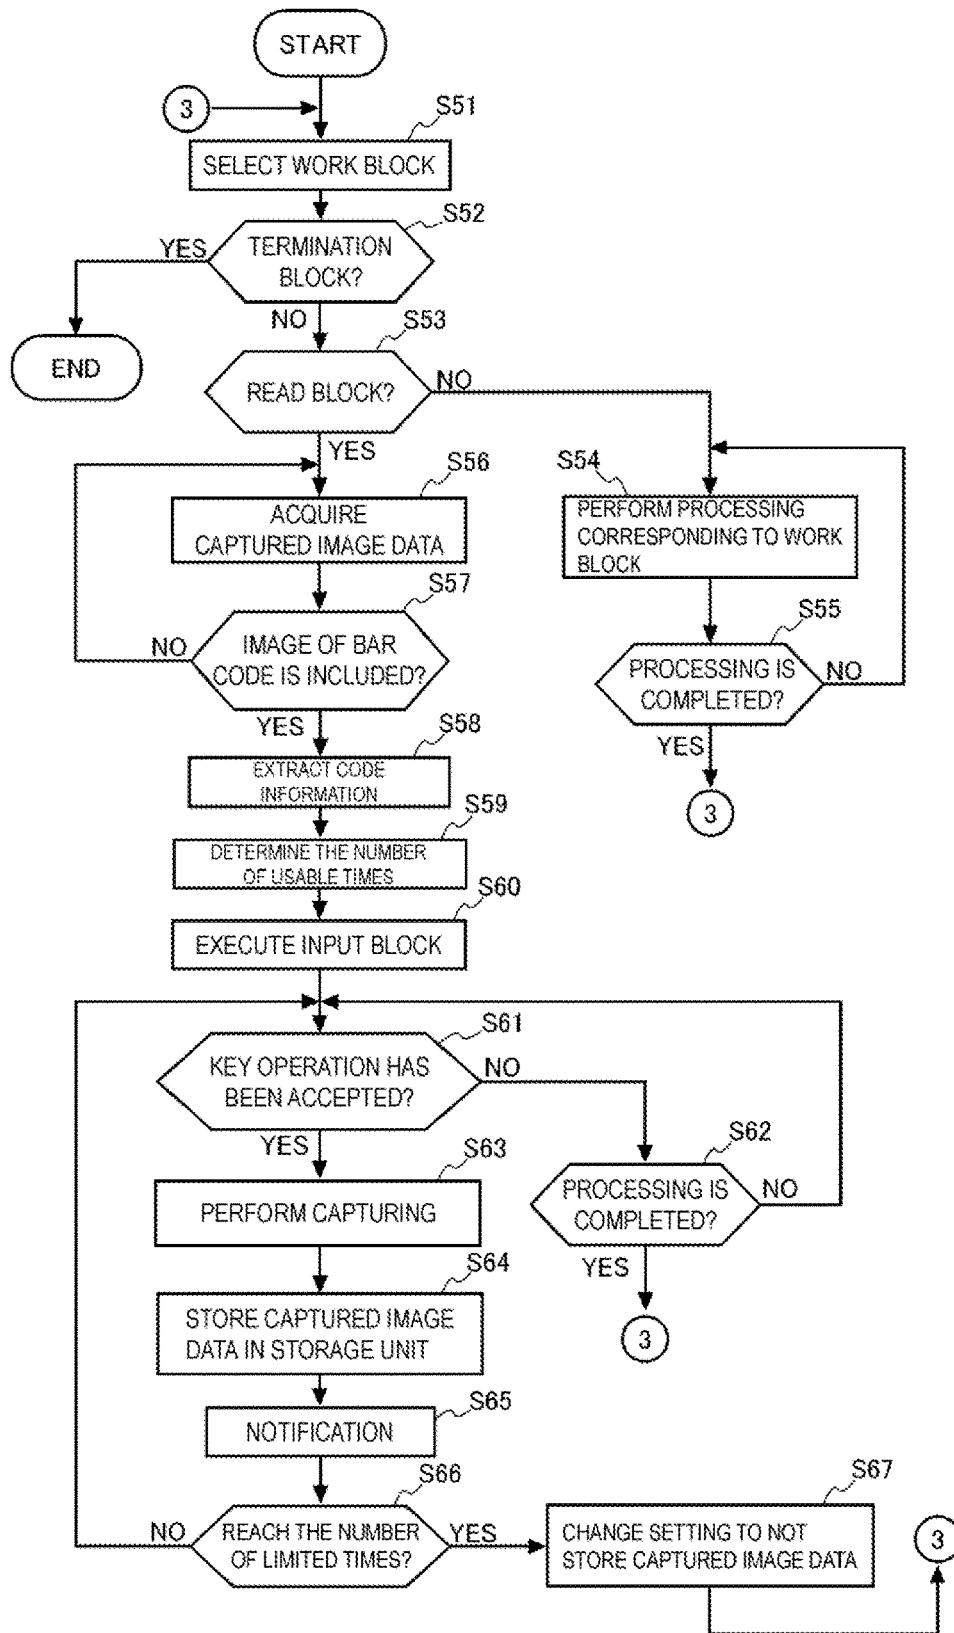 START
3
S51
SELECT WORK BLOCK
S52
YES
TERMINATION
BLOCK?
NO
S53
END
READ BLOCK?
NO
YES
S56
ACQUIRE
CAPTURED IMAGE DATA
S54
PERFORM PROCESSING
CORRESPONDING TO WORK
BLOCK
S57
NO
IMAGE OF BAR
CODE IS INCLUDED?
S55
PROCESSING IS
COMPLETED?
NO
YES
YES
3
S58
EXTRACT CODE
INFORMATION
S59
DETERMINE THE NUMBER
OF USABLE TIMES
S60
EXECUTE INPUT BLOCK
S61
KEY OPERATION HAS
BEEN ACCEPTED?
NO
YES
S62
PROCESSING IS
COMPLETED?
NO
YES
3
S63
PERFORM CAPTURING
S64
STORE CAPTURED IMAGE
DATA IN STORAGE UNIT
S65
NOTIFICATION
S66
NO
REACH THE NUMBER
OF LIMITED TIMES?
YES
S67
CHANGE SETTING TO NOT
STORE CAPTURED IMAGE DATA
3